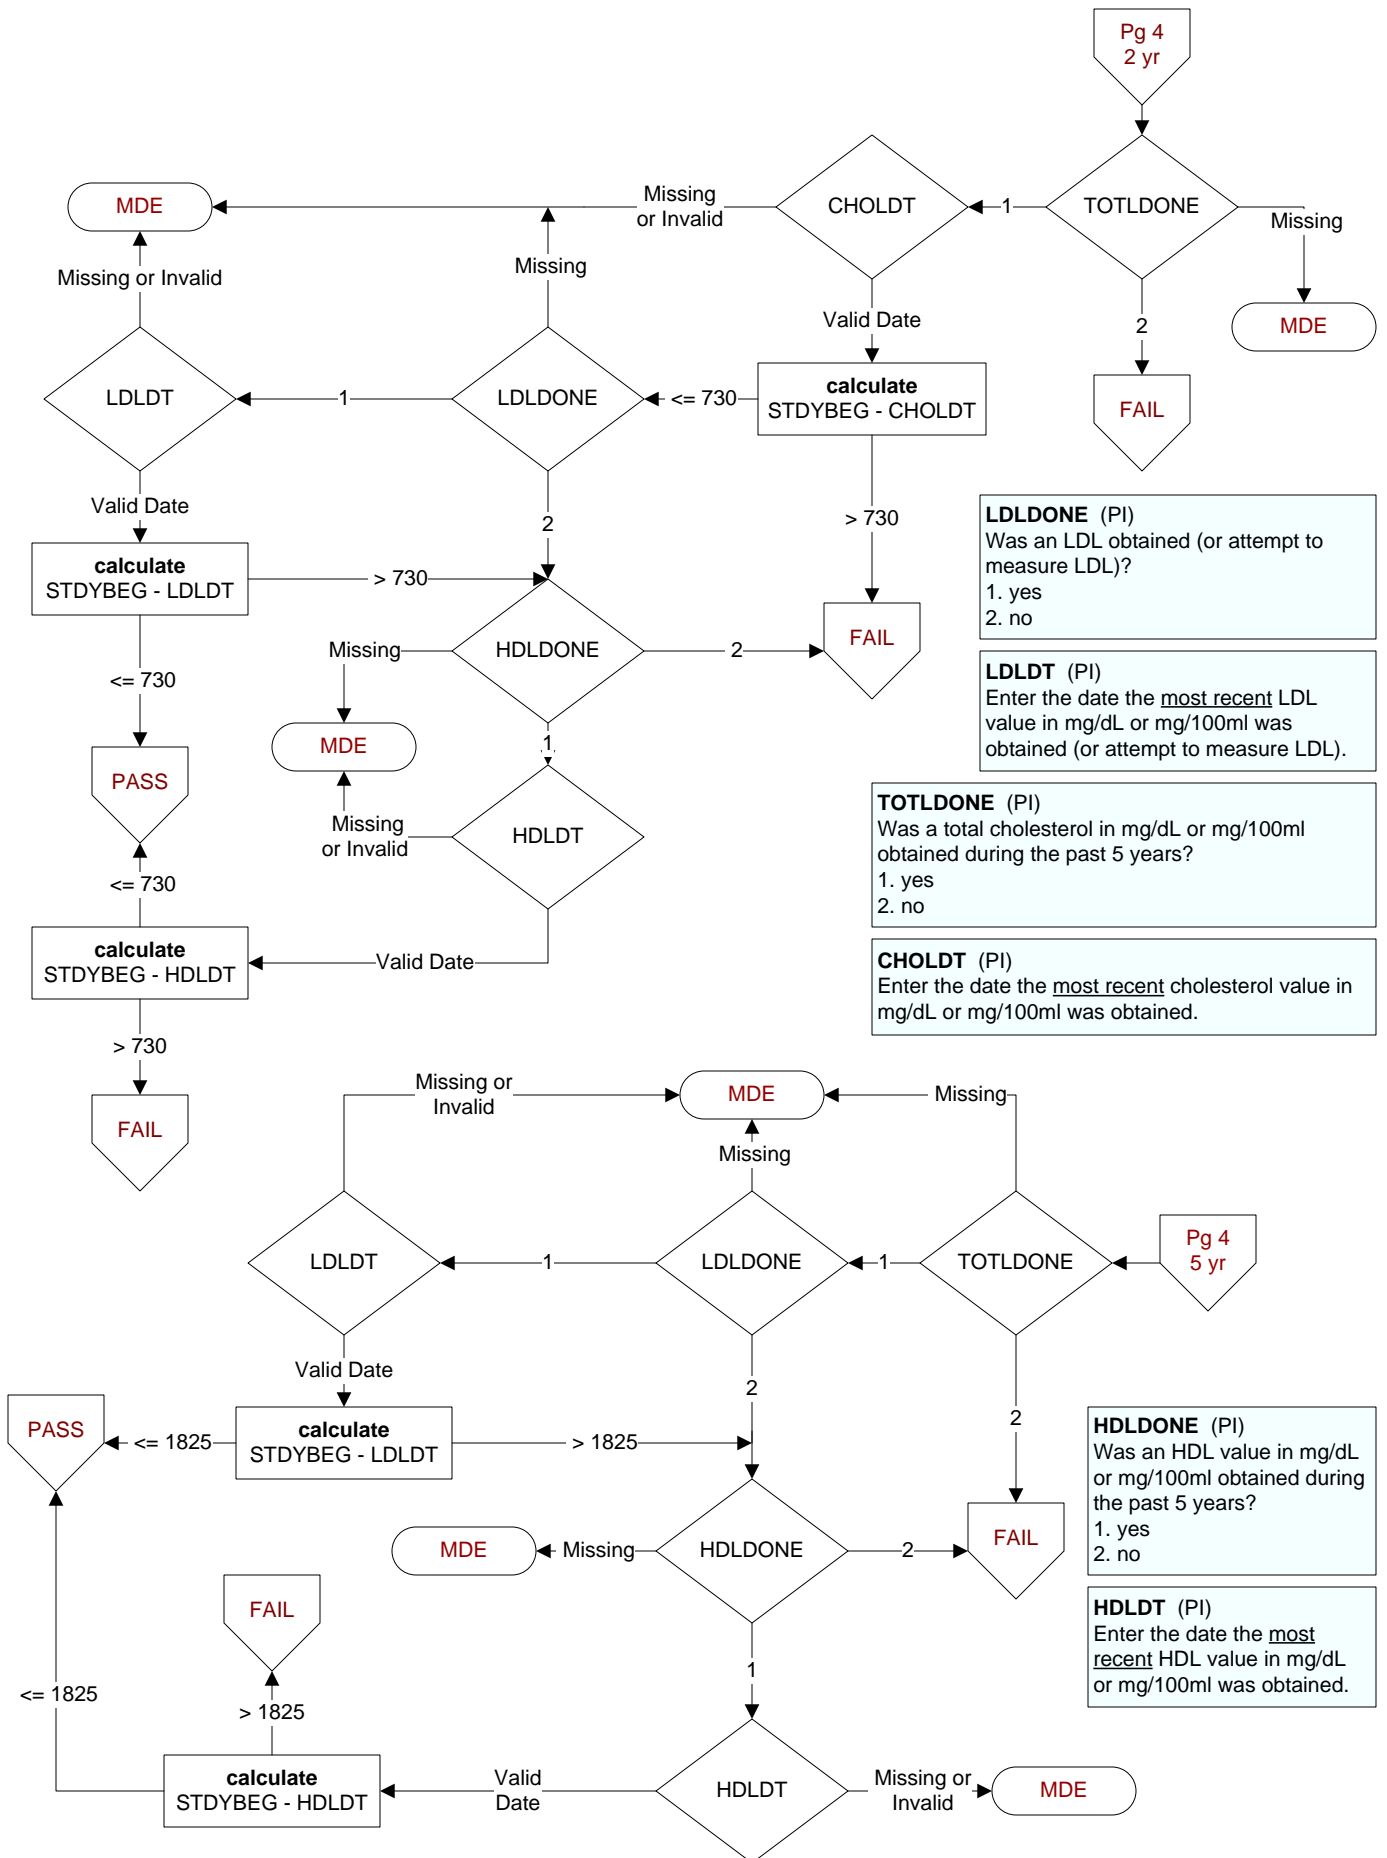 Pg 4
2 yr
TOTLDONE
1
CHOLDT
Missing
or Invalid
MDE
Missing
MDE
2
FAIL
Valid Date
calculate
STDYBEG - CHOLDT
<= 730
> 730
FAIL
LDLDONE
Missing
1
LDLDT
Missing or Invalid
Valid Date
calculate
STDYBEG - LDLDT
> 730
<= 730
PASS
2
HDLDONE
2
Missing
MDE
1
HDLDT
Missing
or Invalid
Valid Date
calculate
STDYBEG - HDLDT
<= 730
> 730
FAIL
LDLDONE (PI)
Was an LDL obtained (or attempt to
measure LDL)?
1. yes
2. no
LDLDT (PI)
Enter the date the most recent LDL
value in mg/dL or mg/100ml was
obtained (or attempt to measure LDL).
TOTLDONE (PI)
Was a total cholesterol in mg/dL or mg/100ml
obtained during the past 5 years?
1. yes
2. no
CHOLDT (PI)
Enter the date the most recent cholesterol value in
mg/dL or mg/100ml was obtained.
Pg 4
5 yr
TOTLDONE
Missing
MDE
1
LDLDONE
Missing
1
LDLDT
Missing or
Invalid
Valid Date
calculate
STDYBEG - LDLDT
<= 1825
PASS
> 1825
2
2
FAIL
HDLDONE
2
Missing
MDE
1
HDLDT
Missing or
Invalid
MDE
Valid
Date
calculate
STDYBEG - HDLDT
> 1825
FAIL
<= 1825
HDLDONE (PI)
Was an HDL value in mg/dL
or mg/100ml obtained during
the past 5 years?
1. yes
2. no
HDLDT (PI)
Enter the date the most
recent HDL value in mg/dL
or mg/100ml was obtained.